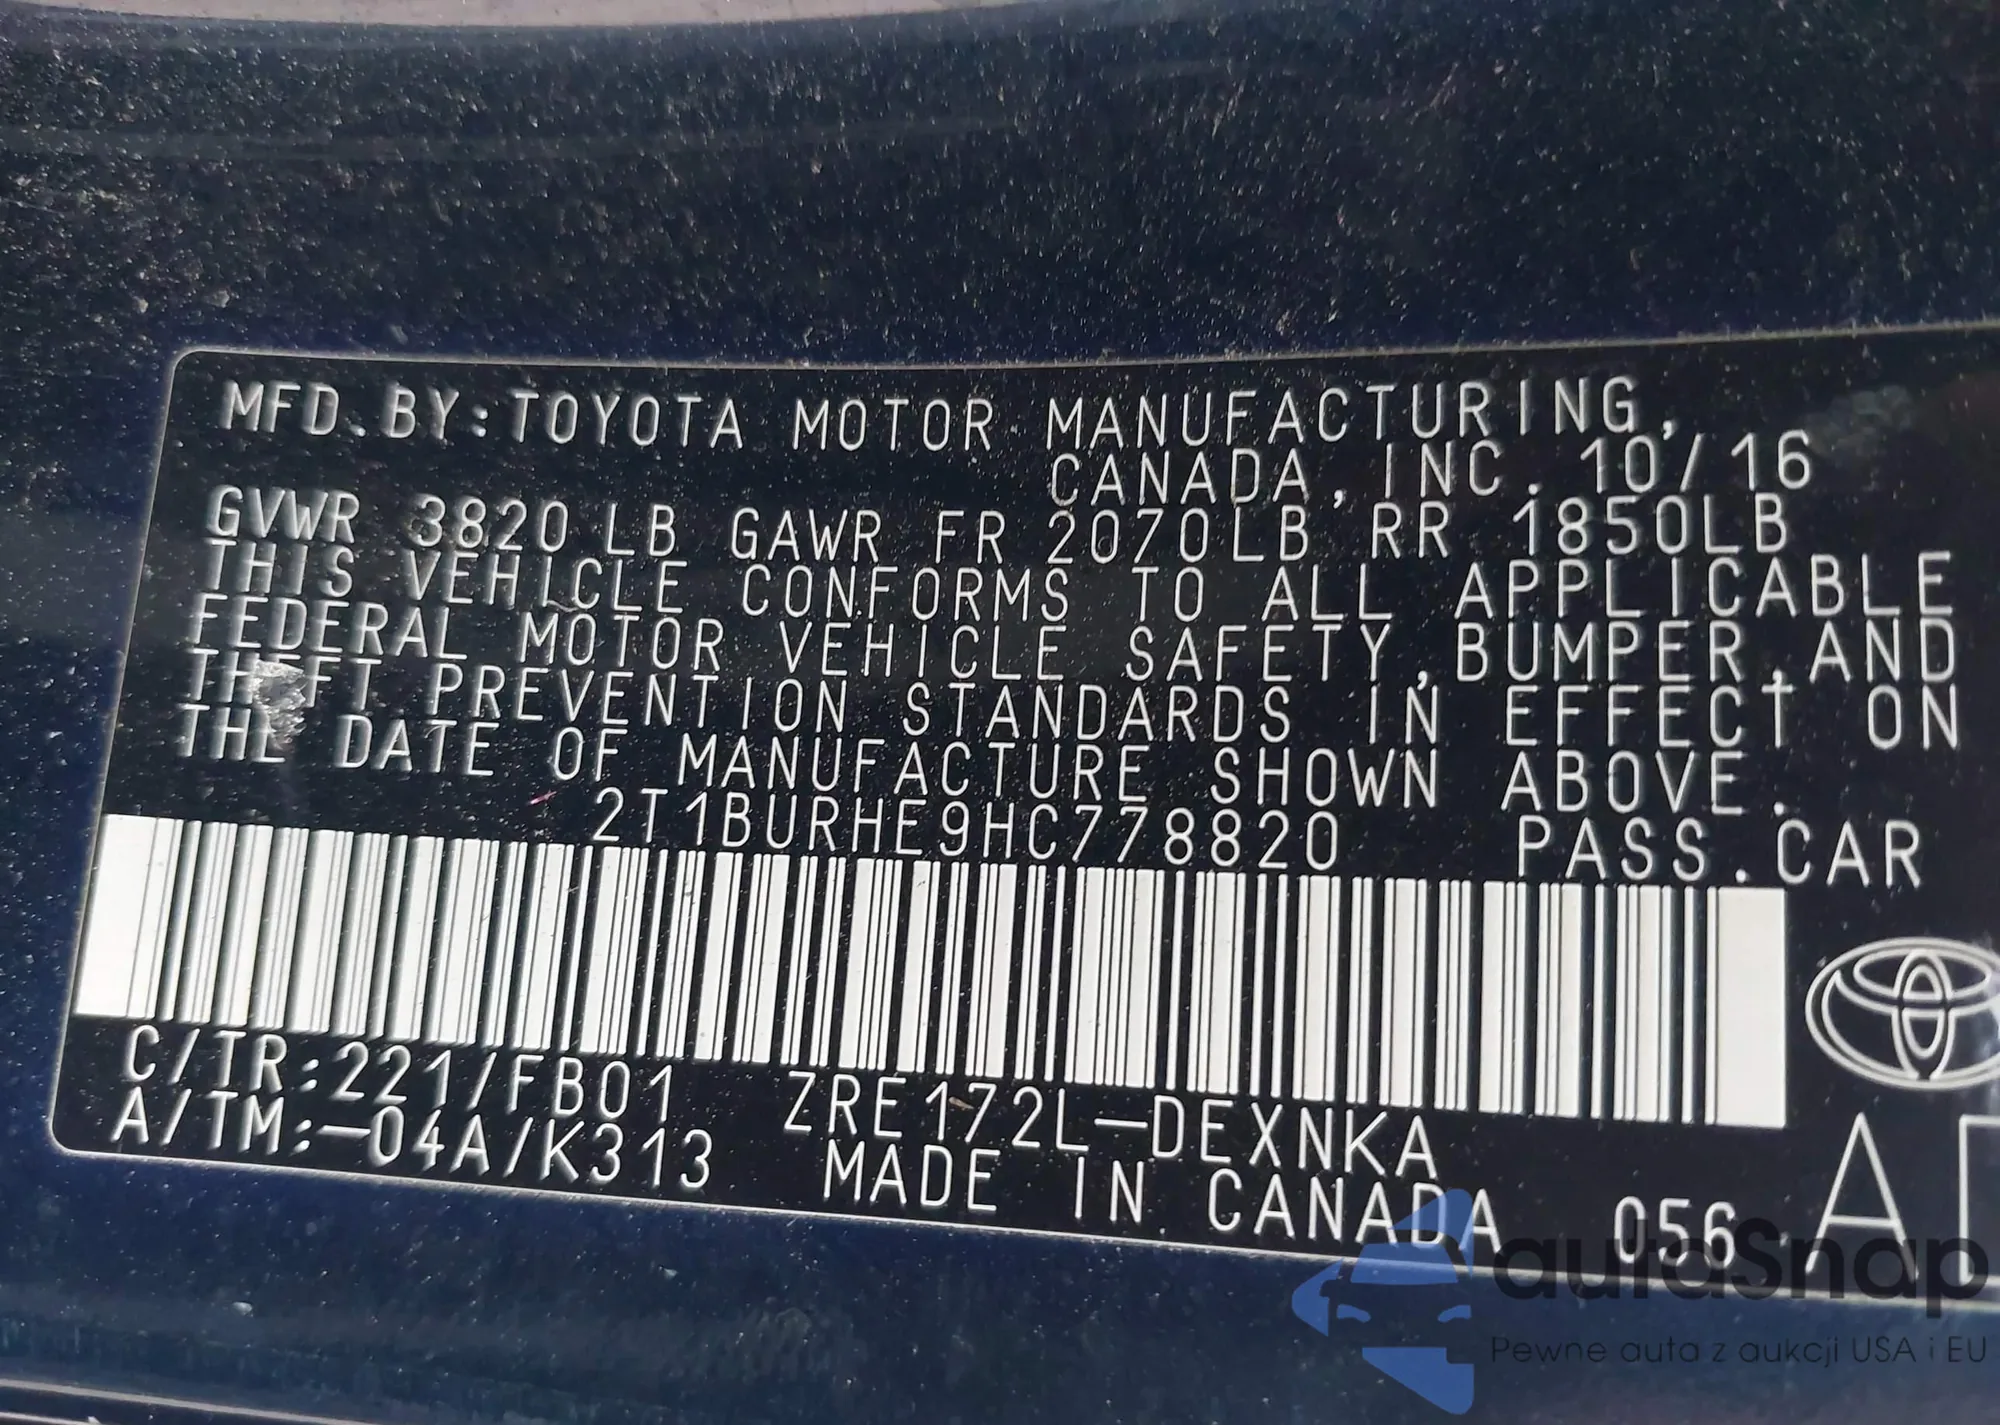 MFD.BY:TOYOTA MOTOR MANUFACTURING,
CANADA,INC. 10/16
GVWR 3820LB GAWR FR 2070LB RR 1850LB
THIS VEHICLE CONFORMS TO ALL APPLICABLE
FEDERAL MOTOR VEHICLE SAFETY,BUMPER,AND
THEFT PREVENTION STANDARDS IN EFFECT ON
THE DATE OF MANUFACTURE SHOWN ABOVE.
2T1BURHE9HC778820 PASS.CAR
C/TR:221/FB01 ZRE172L-DEXNKA
A/TM:-04A/K313 MADE IN CANADA 056
autoSnap
Pewne auta z aukcji USA i EU